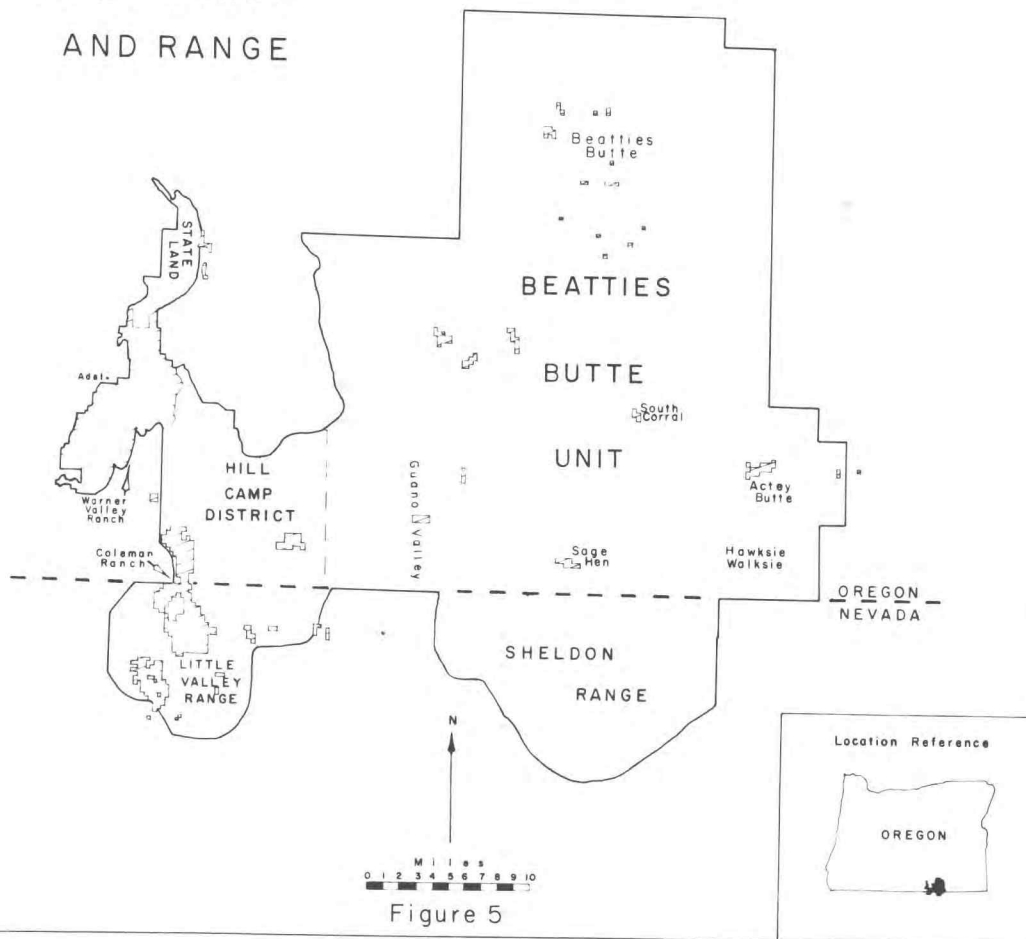 AND RANGE
Beatties
Butte
STATE
LAND
BEATTIES
Adel
BUTTE
South
Corral
HILL
CAMP
DISTRICT
UNIT
Guano Valley
Actey
Butte
Warner
Valley
Ranch
Coleman
Ranch
Sage
Hen
Hawksie
Walksie
OREGON
NEVADA
LITTLE
VALLEY
RANGE
SHELDON
RANGE
N
Location Reference
OREGON
Miles
0 1 2 3 4 5 6 7 8 9 10
Figure 5